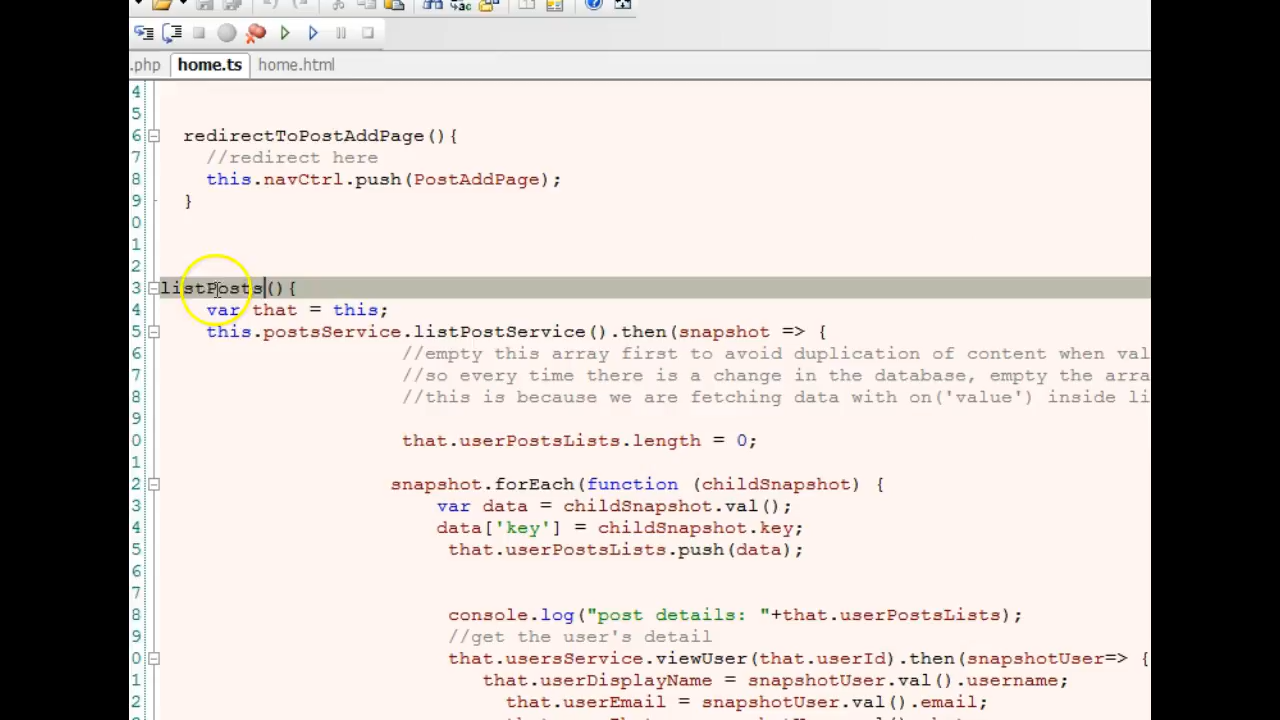 .php home.ts home.html
4
5
6 redirectToPostAddPage(){
7 //redirect here
8 this.navCtrl.push(PostAddPage);
9 }
0
1
2
3 listPosts(){
4 var that = this;
5 this.postsService.listPostService().then(snapshot => {
6 //empty this array first to avoid duplication of content when val
7 //so every time there is a change in the database, empty the arra
8 //this is because we are fetching data with on('value') inside li
9
0 that.userPostsLists.length = 0;
1
2 snapshot.forEach(function (childSnapshot) {
3 var data = childSnapshot.val();
4 data['key'] = childSnapshot.key;
5 that.userPostsLists.push(data);
6
7
8 console.log("post details: "+that.userPostsLists);
9 //get the user's detail
0 that.usersService.viewUser(that.userId).then(snapshotUser=> {
1 that.userDisplayName = snapshotUser.val().username;
2 that.userEmail = snapshotUser.val().email;